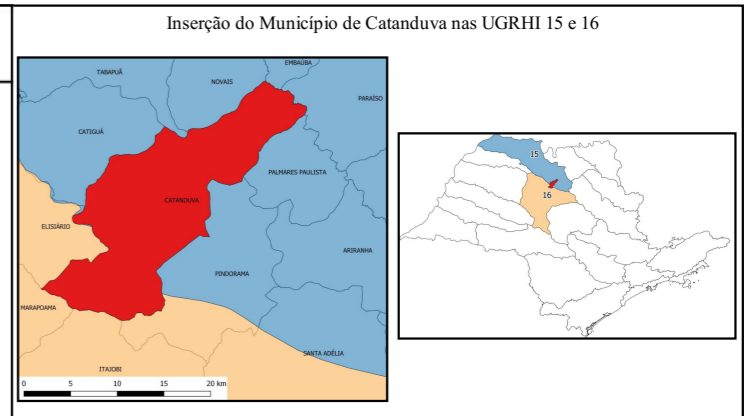 Inserção do Município de Catanduva nas UGRHI 15 e 16
EMBAÚBA
TABAPUÃ
NOVAIS
PARAÍSO
CATIGUÁ
PALMARES PAULISTA
CATANDUVA
ELISIÁRIO
ARIRANHA
PINDORAMA
MARAPOAMA
SANTA ADÉLIA
ITAJOBI
0 5 10 15 20 km
15
16